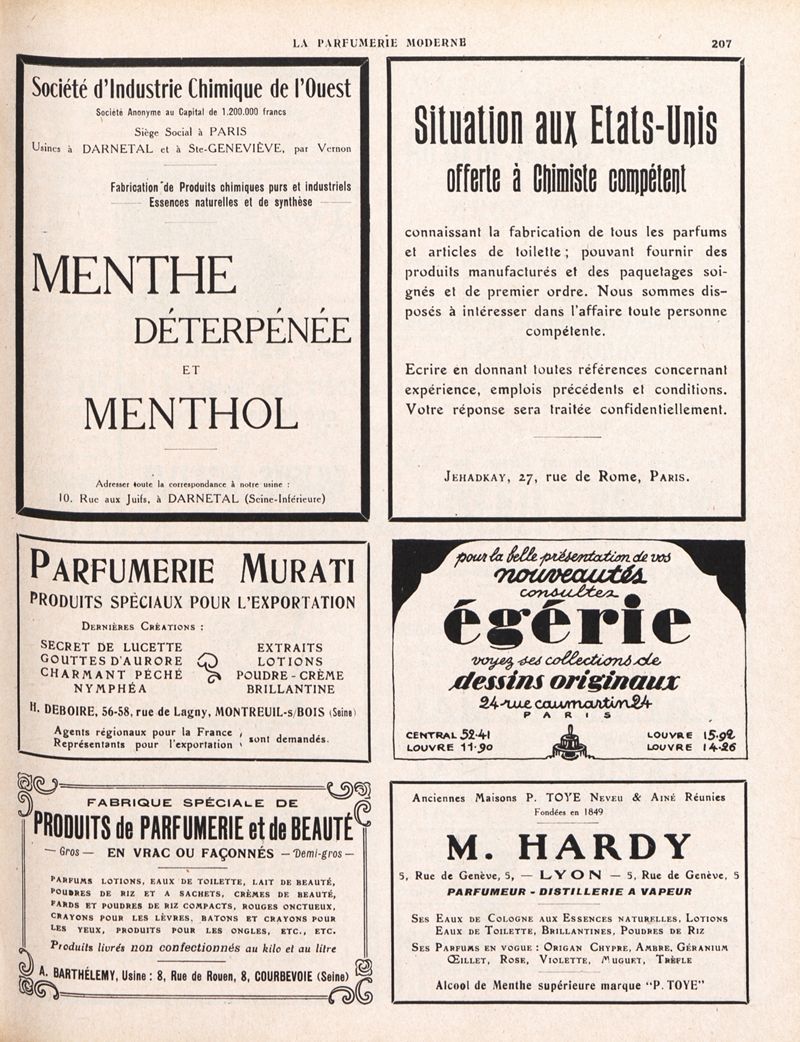 LA PARFUMERIE MODERNE 207
Société d'Industrie Chimique de l'Ouest
Société Anonyme au Capital de 1.200.000 francs
Siège Social à PARIS
Usines à DARNETAL et à Ste-GENEVIÈVE, par Vernon
Fabrication de Produits chimiques purs et industriels
Essences naturelles et de synthèse
MENTHE
DÉTERPÉNÉE
ET
MENTHOL
Adresser toute la correspondance à notre usine :
10. Rue aux Juifs, à DARNETAL (Seine-Inférieure)
Situation aux Etats-Unis
offerte à Chimiste compétent
connaissant la fabrication de tous les parfums
et articles de toilette ; pouvant fournir des
produits manufacturés et des paquetages soi-
gnés et de premier ordre. Nous sommes dis-
posés à intéresser dans l'affaire toute personne
compétente.
Ecrire en donnant toutes références concernant
expérience, emplois précédents et conditions.
Votre réponse sera traitée confidentiellement.
JEHADKAY, 27, rue de Rome, PARIS.
PARFUMERIE MURATI
PRODUITS SPÉCIAUX POUR L'EXPORTATION
DERNIÈRES CRÉATIONS :
SECRET DE LUCETTE EXTRAITS
GOUTTES D'AURORE LOTIONS
CHARMANT PÉCHÉ POUDRE - CRÈME
NYMPHÉA BRILLANTINE
H. DEBOIRE, 56-58, rue de Lagny, MONTREUIL-s/BOIS (Seine)
Agents régionaux pour la France
Représentants pour l'exportation sont demandés.
pour la belle présentation de vos
nouveautés
consultez
égérie
voyez ses collections de
dessins originaux
24 rue caumartin 24
PARIS
CENTRAL 52.41 LOUVRE 15.92
LOUVRE 11.90 LOUVRE 14.26
FABRIQUE SPÉCIALE DE
PRODUITS de PARFUMERIE et de BEAUTÉ
— Gros — EN VRAC OU FAÇONNÉS — Demi-gros —
PARFUMS LOTIONS, EAUX DE TOILETTE, LAIT DE BEAUTÉ,
POUDRES DE RIZ ET A SACHETS, CRÈMES DE BEAUTÉ,
FARDS ET POUDRES DE RIZ COMPACTS, ROUGES ONCTUEUX,
CRAYONS POUR LES LÈVRES, BATONS ET CRAYONS POUR
LES YEUX, PRODUITS POUR LES ONGLES, ETC., ETC.
Produits livrés non confectionnés au kilo et au litre
A. BARTHÉLEMY, Usine : 8, Rue de Rouen, 8, COURBEVOIE (Seine)
Anciennes Maisons P. TOYE NEVEU & AINÉ Réunies
Fondées en 1849
M. HARDY
5, Rue de Genève, 5, — LYON — 5, Rue de Genève, 5
PARFUMEUR - DISTILLERIE A VAPEUR
SES EAUX DE COLOGNE AUX ESSENCES NATURELLES, LOTIONS
EAUX DE TOILETTE, BRILLANTINES, POUDRES DE RIZ
SES PARFUMS EN VOGUE : ORIGAN CHYPRE, AMBRE, GÉRANIUM
ŒILLET, ROSE, VIOLETTE, MUGUET, TRÈFLE
Alcool de Menthe supérieure marque "P. TOYE"